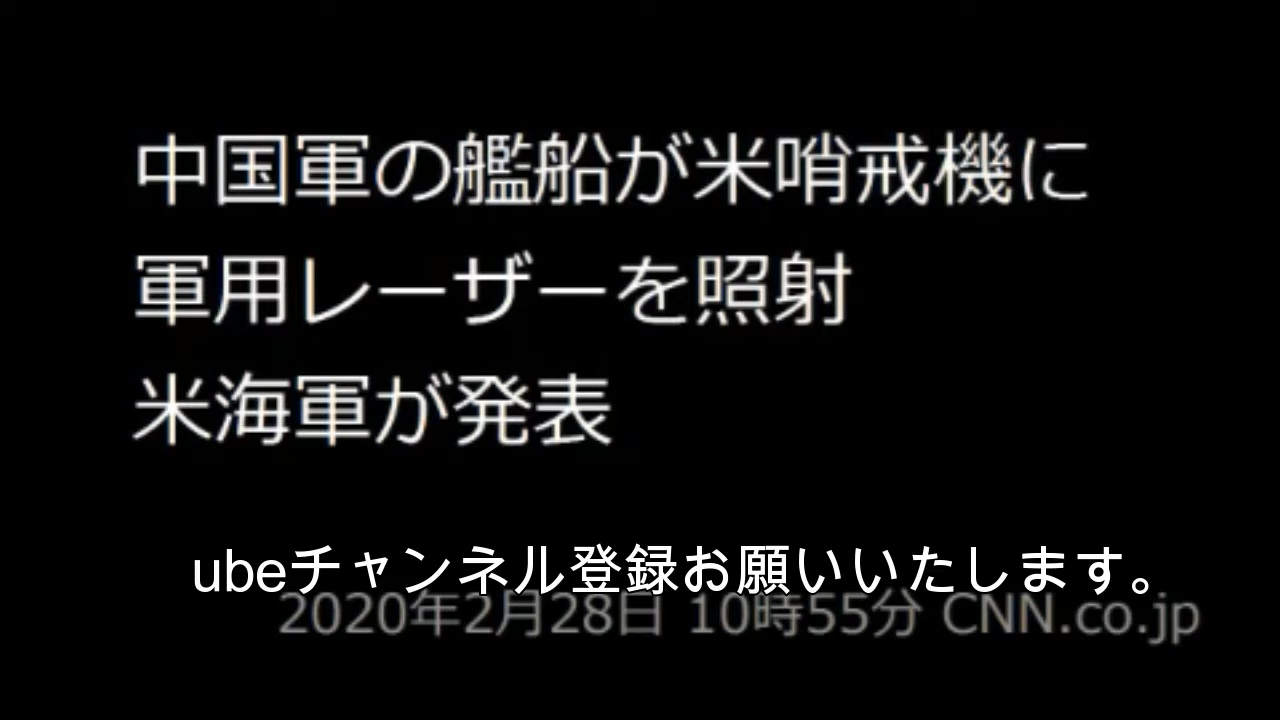 中国軍の艦船が米哨戒機に
軍用レーザーを照射
米海軍が発表
ubeチャンネル登録お願いいたします。
2020年2月28日 10時55分 CNN.co.jp